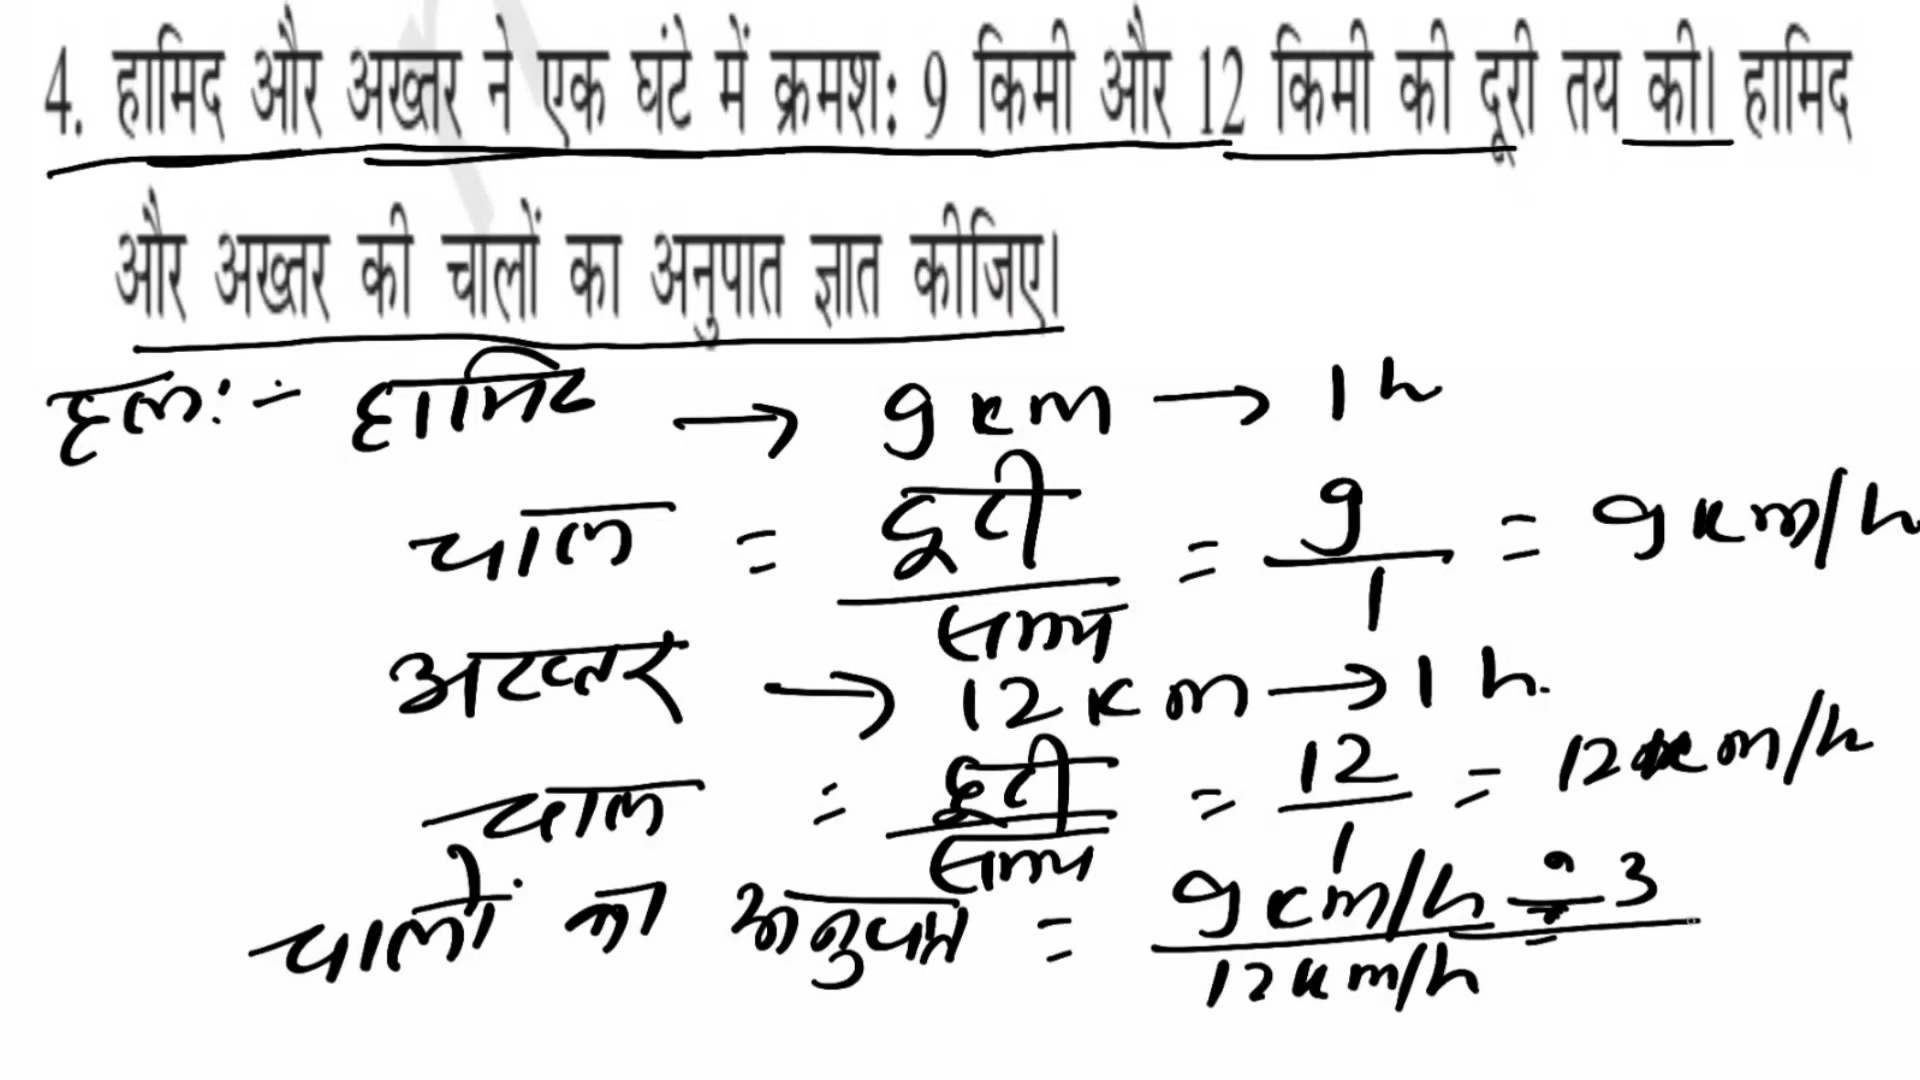 4. हामिद और अख्तर ने एक घंटे में क्रमश: 9 किमी और 12 किमी की दूरी तय की। हामिद
और अख्तर की चालों का अनुपात ज्ञात कीजिए।
हल:- हामिद → 9 km → 1 h
चाल = दूरी / समय = 9 / 1 = 9 km/h
अख्तर → 12 km → 1 h.
चाल = दूरी / समय = 12 / 1 = 12 km/h
चालों का अनुपात = 9 km/h / 12 km/h = 3